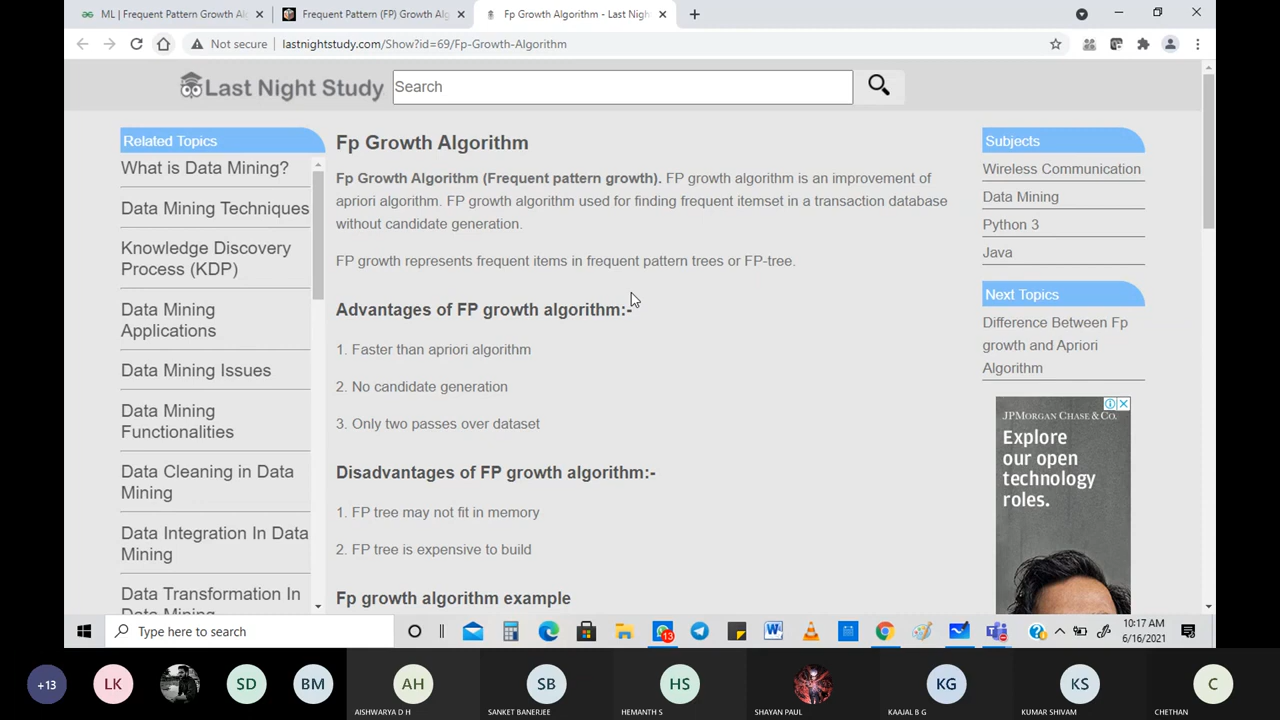 ML | Frequent Pattern Growth Al
Frequent Pattern (FP) Growth Alg
Fp Growth Algorithm - Last Nigh
Not secure
lastnightstudy.com/Show?id=69/Fp-Growth-Algorithm
Last Night Study
Search
Related Topics
What is Data Mining?
Data Mining Techniques
Knowledge Discovery
Process (KDP)
Data Mining
Applications
Data Mining Issues
Data Mining
Functionalities
Data Cleaning in Data
Mining
Data Integration In Data
Mining
Data Transformation In
Data Mining
Fp Growth Algorithm
Fp Growth Algorithm (Frequent pattern growth). FP growth algorithm is an improvement of
apriori algorithm. FP growth algorithm used for finding frequent itemset in a transaction database
without candidate generation.
FP growth represents frequent items in frequent pattern trees or FP-tree.
Advantages of FP growth algorithm:-
1. Faster than apriori algorithm
2. No candidate generation
3. Only two passes over dataset
Disadvantages of FP growth algorithm:-
1. FP tree may not fit in memory
2. FP tree is expensive to build
Fp growth algorithm example
Subjects
Wireless Communication
Data Mining
Python 3
Java
Next Topics
Difference Between Fp
growth and Apriori
Algorithm
JPMORGAN CHASE & CO.
Explore
our open
technology
roles.
Type here to search
13
10:17 AM
6/16/2021
+13
LK
SD
BM
AH
AISHWARYA D H
SB
SANKET BANERJEE
HS
HEMANTH S
SHAYAN PAUL
KG
KAAJAL B G
KS
KUMAR SHIVAM
C
CHETHAN